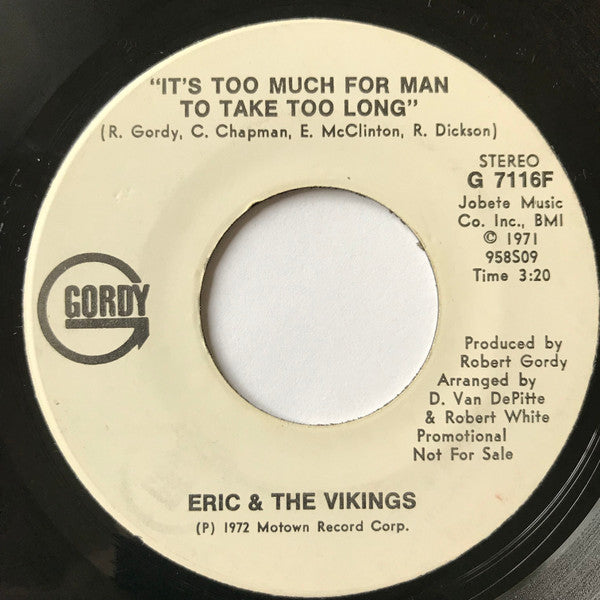 "IT'S TOO MUCH FOR MAN
TO TAKE TOO LONG"
(R. Gordy, C. Chapman, E. McClinton, R. Dickson)
STEREO
G 7116F
Jobete Music
Co. Inc., BMI
© 1971
958S09
Time 3:20
GORDY
Produced by
Robert Gordy
Arranged by
D. Van DePitte
& Robert White
Promotional
Not For Sale
ERIC & THE VIKINGS
(P) 1972 Motown Record Corp.